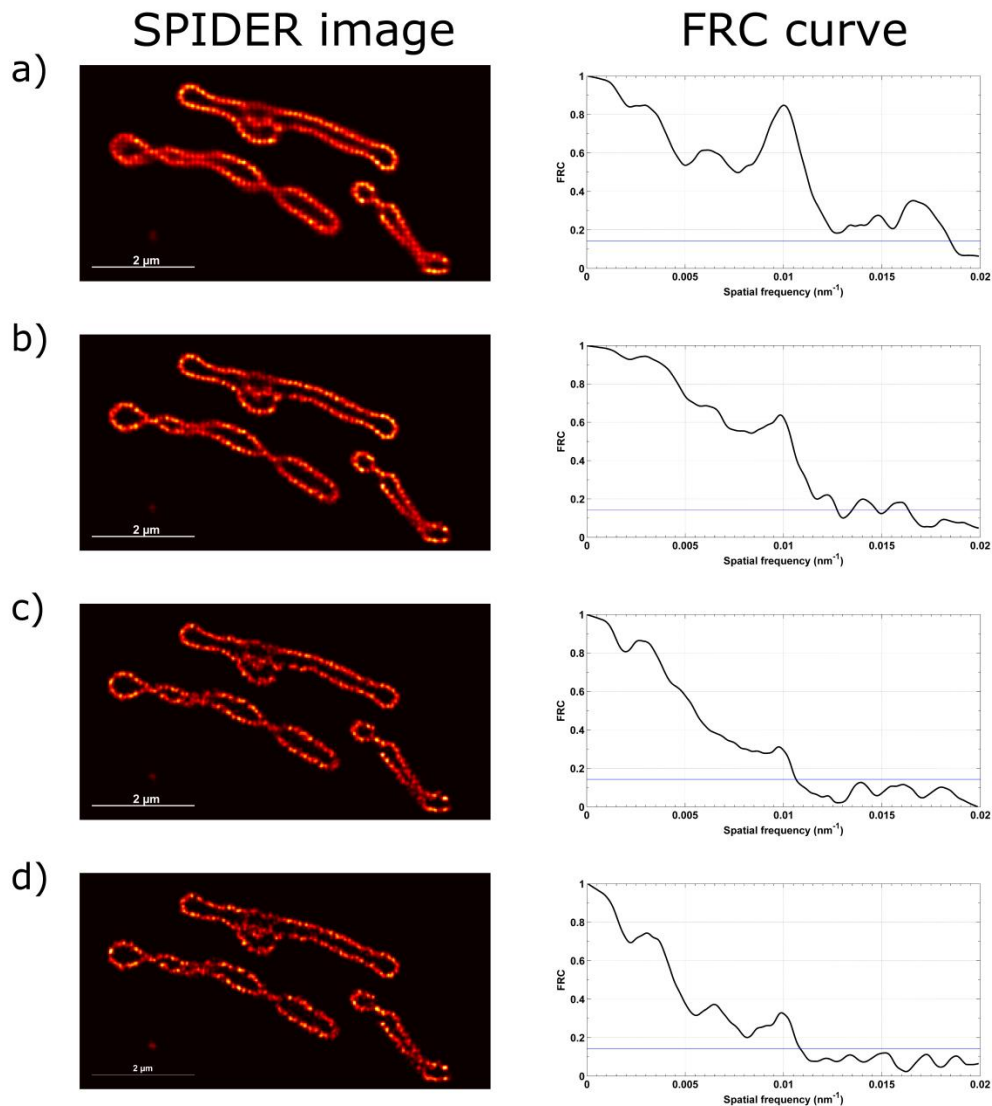 SPIDER image FRC curve
a)
2 µm
1
0.8
0.6
0.4
0.2
0
FRC
0 0.005 0.01 0.015 0.02
Spatial frequency (nm⁻¹)
b)
2 µm
1
0.8
0.6
0.4
0.2
0
FRC
0 0.005 0.01 0.015 0.02
Spatial frequency (nm⁻¹)
c)
2 µm
1
0.8
0.6
0.4
0.2
0
FRC
0 0.005 0.01 0.015 0.02
Spatial frequency (nm⁻¹)
d)
2 µm
1
0.8
0.6
0.4
0.2
0
FRC
0 0.005 0.01 0.015 0.02
Spatial frequency (nm⁻¹)